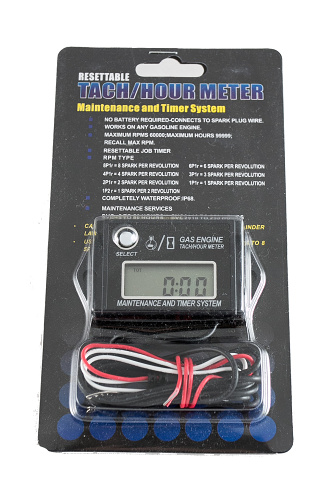 RESETTABLE
TACH/HOUR METER
Maintenance and Timer System
NO BATTERY REQUIRED-CONNECTS TO SPARK PLUG WIRE.
WORKS ON ANY GASOLINE ENGINE.
MAXIMUM RPMS 60000;MAXIMUM HOURS 99999;
RECALL MAX RPM.
RESETTABLE JOB TIMER
RPM TYPE
8P1r = 8 SPARK PER REVOLUTION 6P1r = 6 SPARK PER REVOLUTION
4P1r = 4 SPARK PER REVOLUTION 3P1r = 3 SPARK PER REVOLUTION
2P1r = 2 SPARK PER REVOLUTION 1P1r = 1 SPARK PER REVOLUTION
1P2 r = 1 SPARK PER 2 REVOLUTION
COMPLETELY WATERPROOF:IP68.
MAINTENANCE SERVICES
SELECT
GAS ENGINE
TACH/HOUR METER
0:00
MAINTENANCE AND TIMER SYSTEM